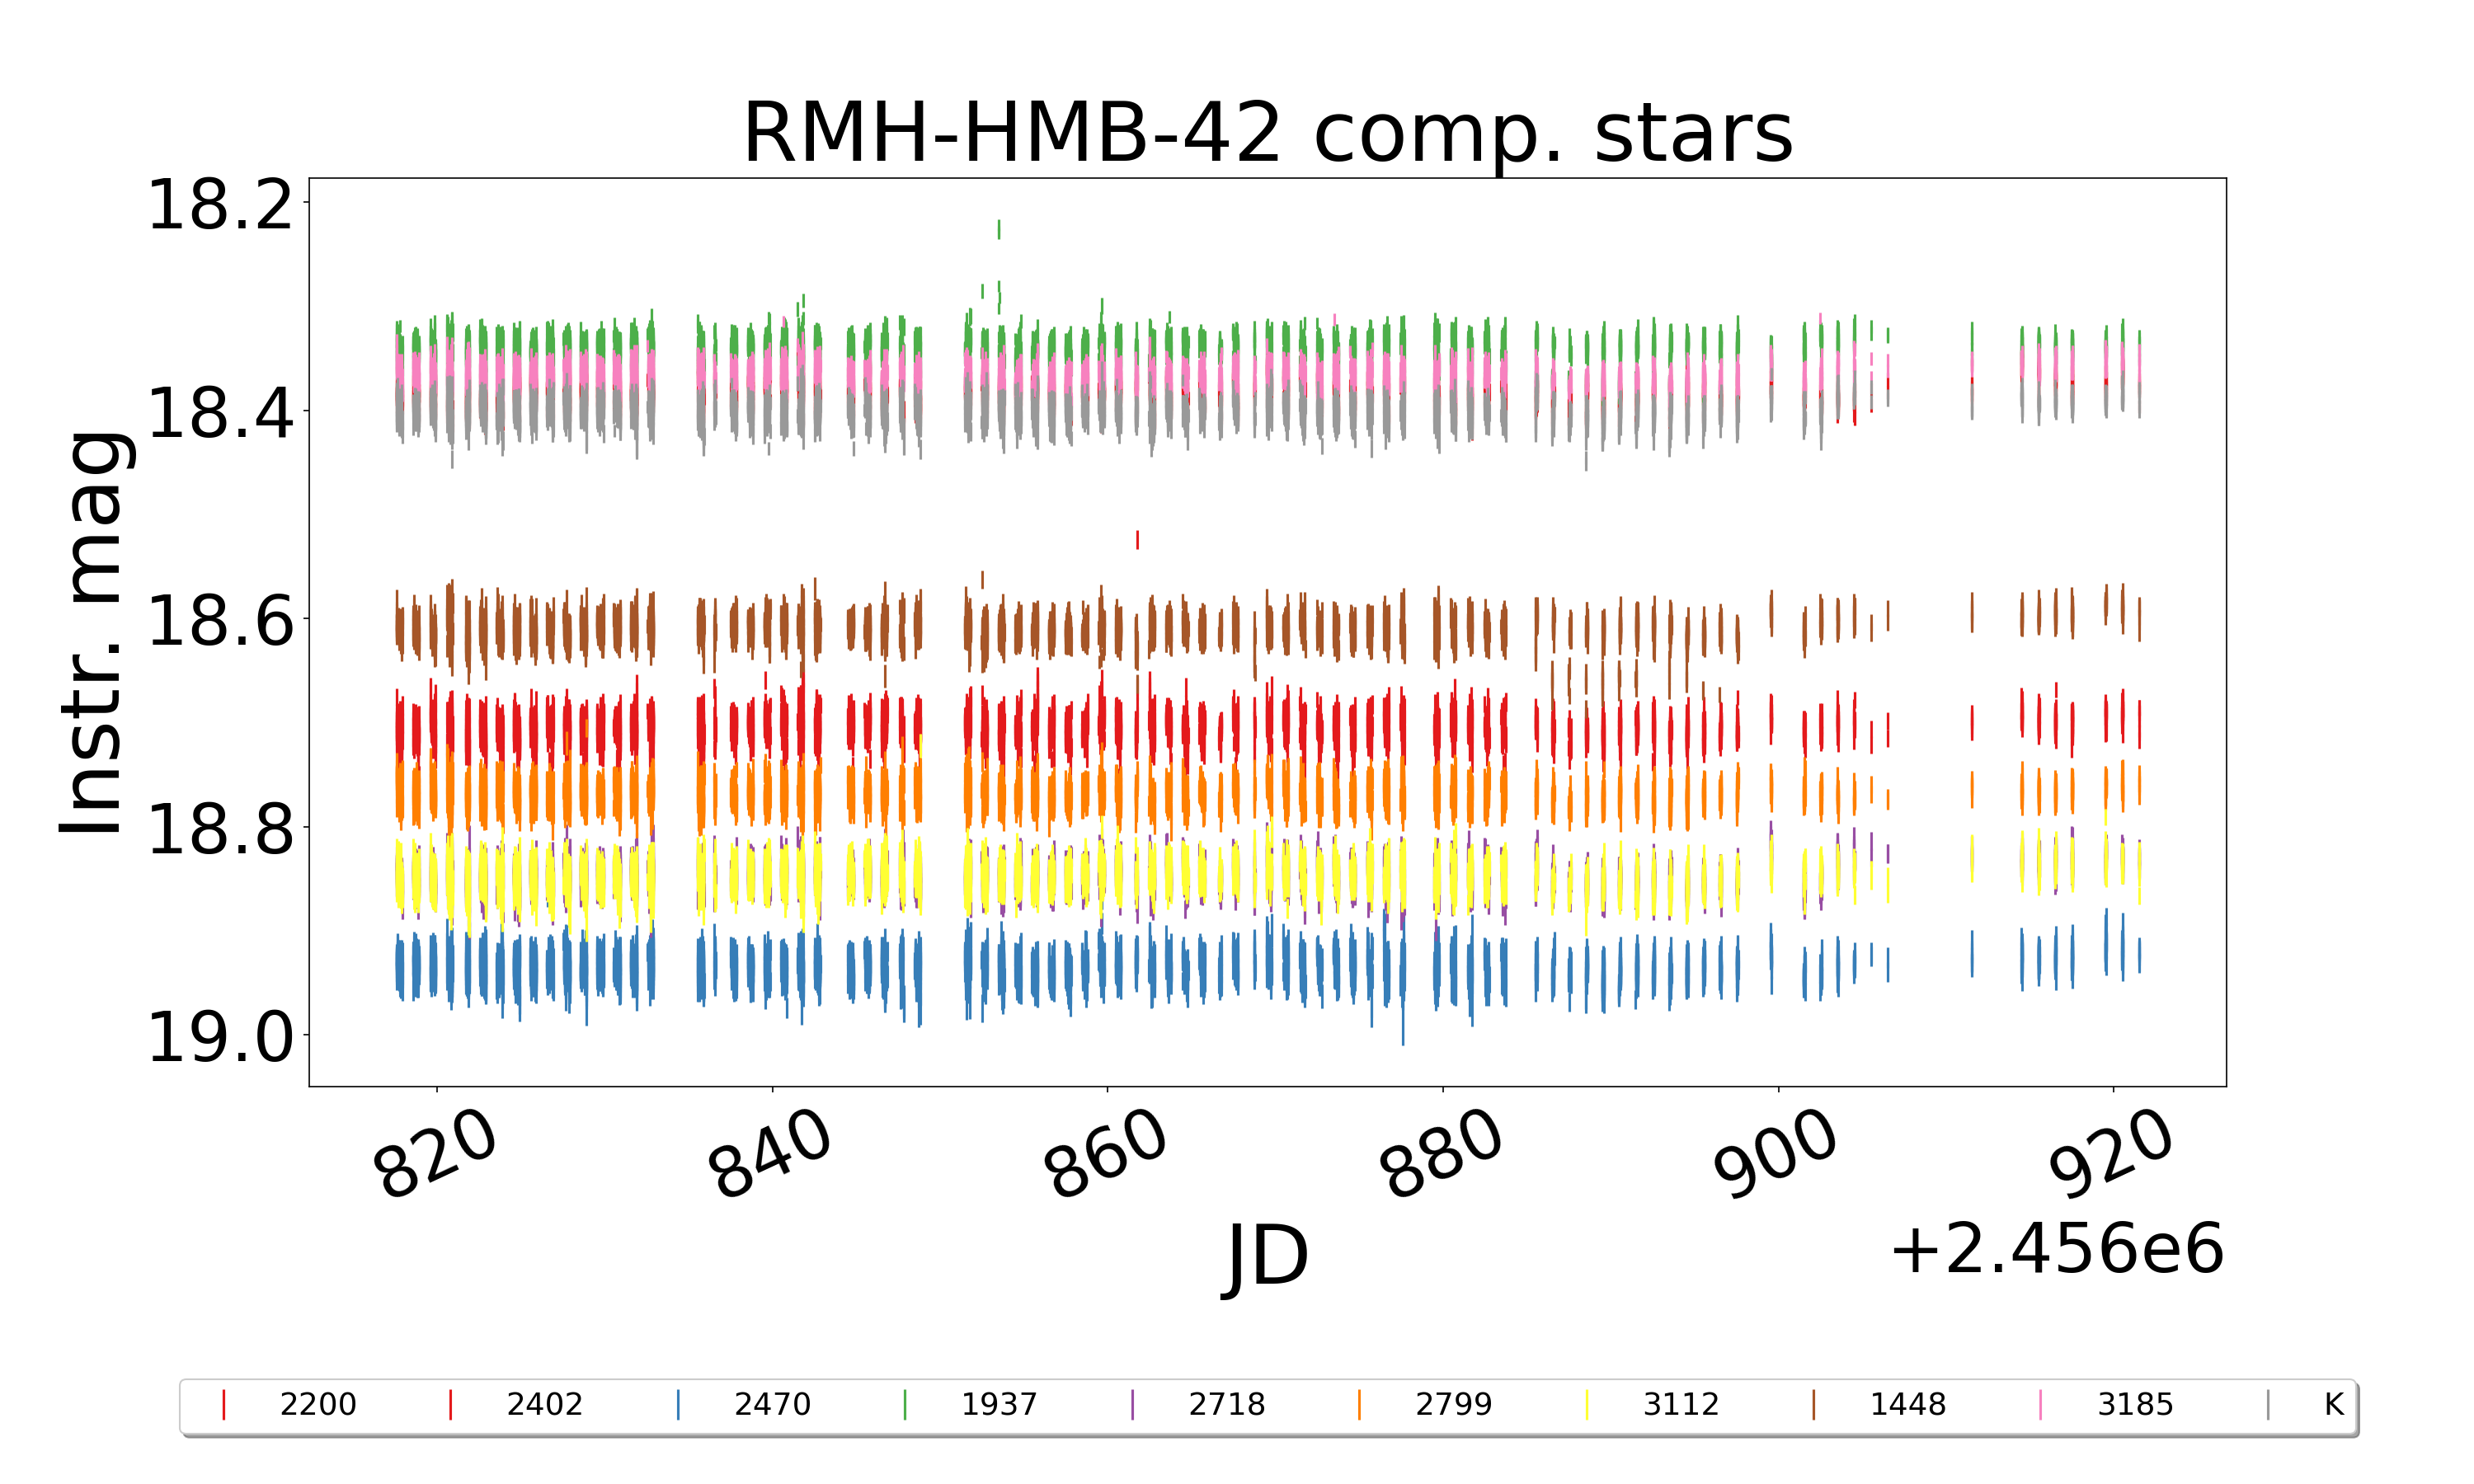 RMH-HMB-42 comp. stars
Instr. mag
18.2
18.4
18.6
18.8
19.0
820 840 860 880 900 920
JD
+2.456e6
2200 2402 2470 1937 2718 2799 3112 1448 3185 K